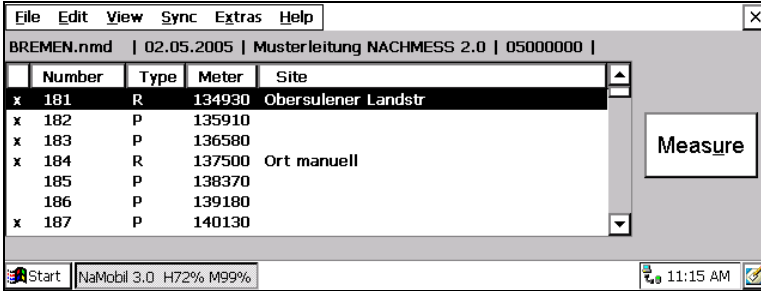 File Edit View Sync Extras Help ×
BREMEN.nmd | 02.05.2005 | Musterleitung NACHMESS 2.0 | 05000000 |
Number Type Meter Site
x 181 R 134930 Obersulener Landstr
x 182 P 135910
x 183 P 136580
x 184 R 137500 Ort manuell
185 P 138370
186 P 139180
x 187 P 140130
Measure
Start NaMobil 3.0 H72% M99% 11:15 AM